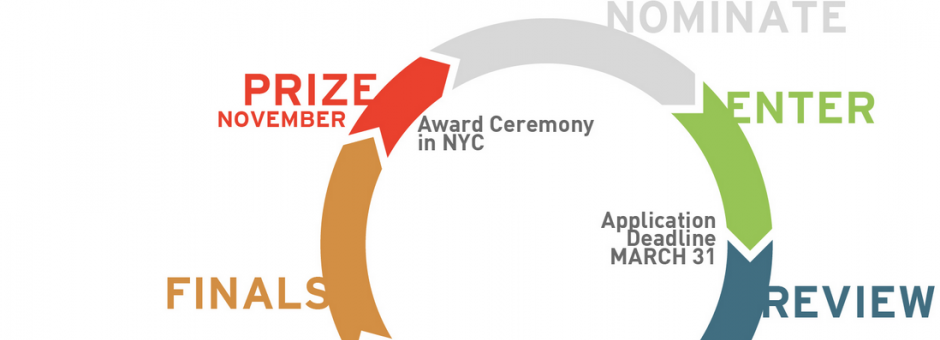 NOMINATE
PRIZE
NOVEMBER
ENTER
Award Ceremony
in NYC
Application
Deadline
MARCH 31
FINALS
REVIEW